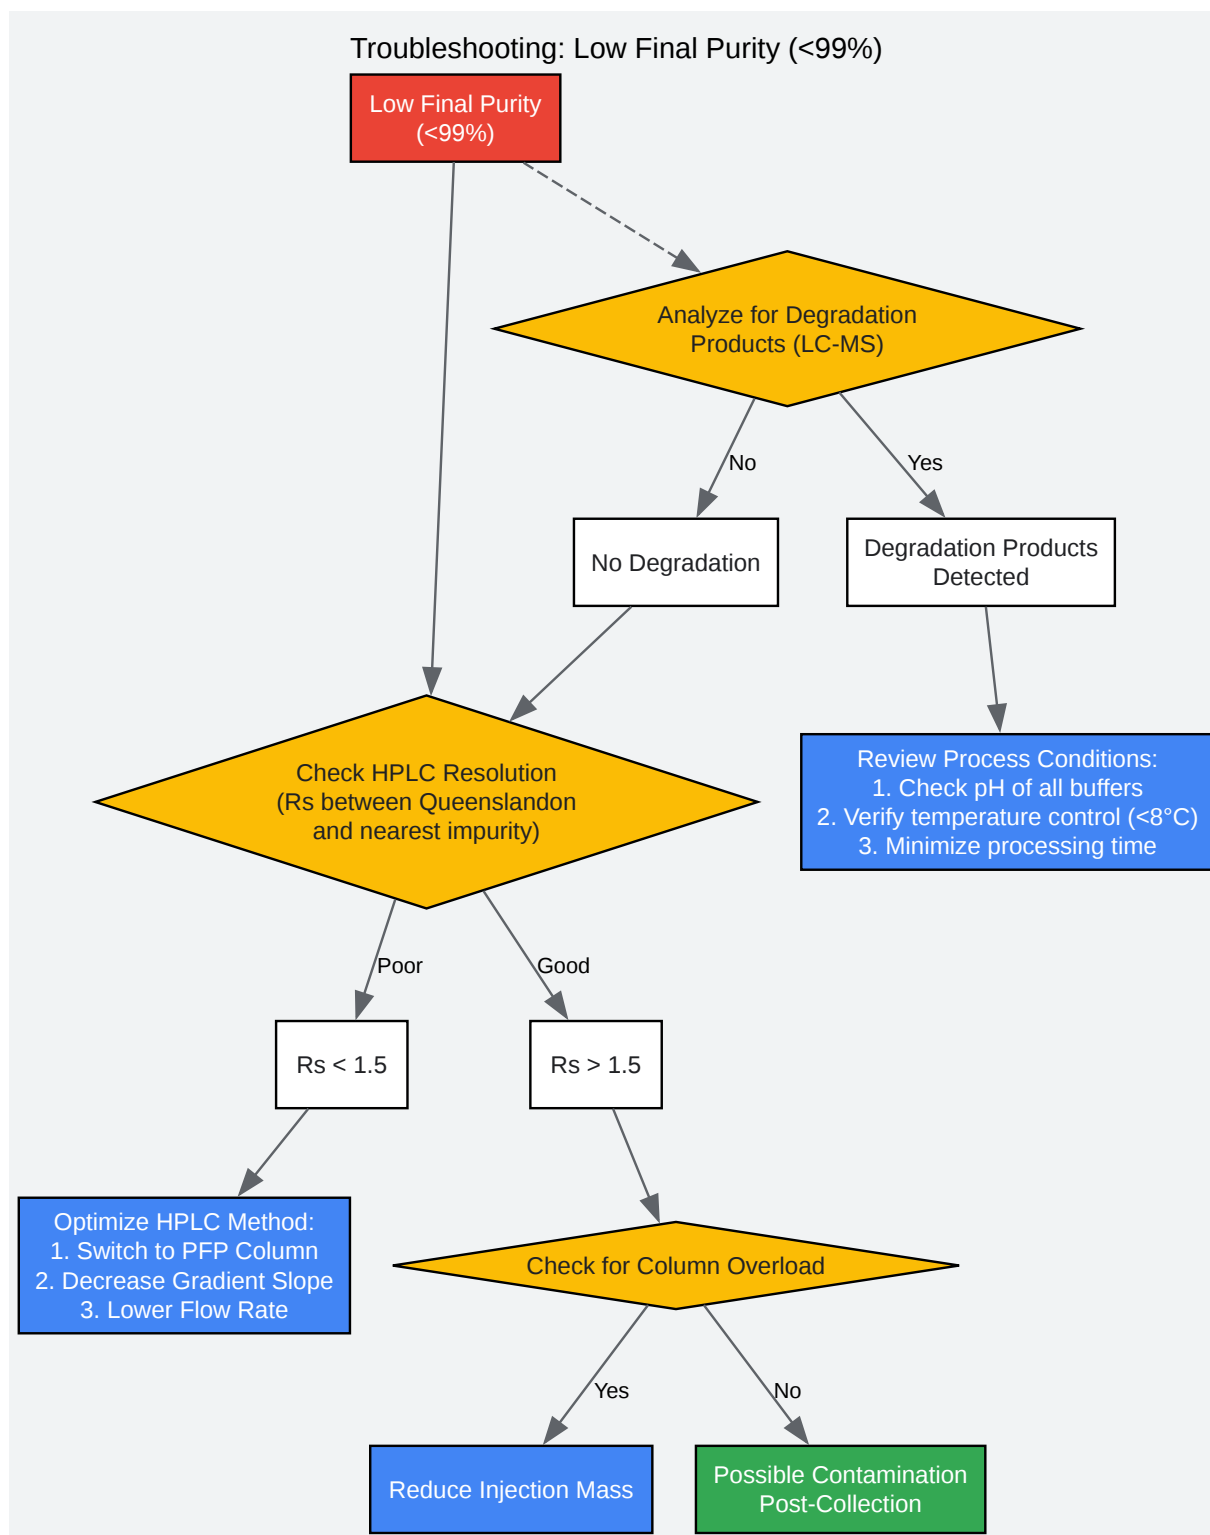 Troubleshooting: Low Final Purity (<99%)
Low Final Purity
(<99%)
Analyze for Degradation
Products (LC-MS)
No
Yes
No Degradation
Degradation Products
Detected
Check HPLC Resolution
(Rs between Queenslandon
and nearest impurity)
Review Process Conditions:
1. Check pH of all buffers
2. Verify temperature control (<8°C)
3. Minimize processing time
Poor
Good
Rs < 1.5
Rs > 1.5
Optimize HPLC Method:
1. Switch to PFP Column
2. Decrease Gradient Slope
3. Lower Flow Rate
Check for Column Overload
Yes
No
Reduce Injection Mass
Possible Contamination
Post-Collection